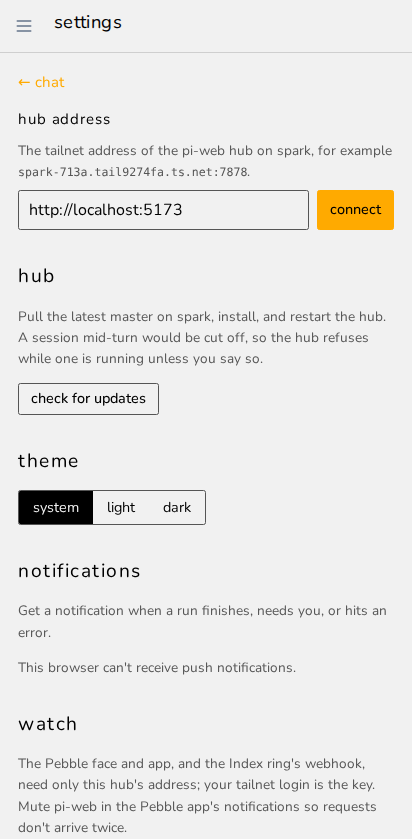 settings
← chat
hub address
The tailnet address of the pi-web hub on spark, for example
spark-713a.tail9274fa.ts.net:7878.
http://localhost:5173
connect
hub
Pull the latest master on spark, install, and restart the hub.
A session mid-turn would be cut off, so the hub refuses
while one is running unless you say so.
check for updates
theme
system light dark
notifications
Get a notification when a run finishes, needs you, or hits an
error.
This browser can't receive push notifications.
watch
The Pebble face and app, and the Index ring's webhook,
need only this hub's address; your tailnet login is the key.
Mute pi-web in the Pebble app's notifications so requests
don't arrive twice.